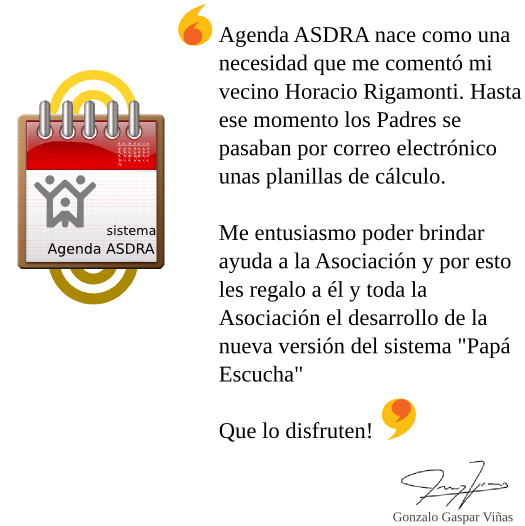 Agenda ASDRA nace como una
necesidad que me comentó mi
vecino Horacio Rigamonti. Hasta
ese momento los Padres se
pasaban por correo electrónico
unas planillas de cálculo.
Me entusiasmo poder brindar
ayuda a la Asociación y por esto
les regalo a él y toda la
Asociación el desarrollo de la
nueva versión del sistema "Papá
Escucha"
Que lo disfruten!
sistema
Agenda ASDRA
Gonzalo Gaspar Viñas